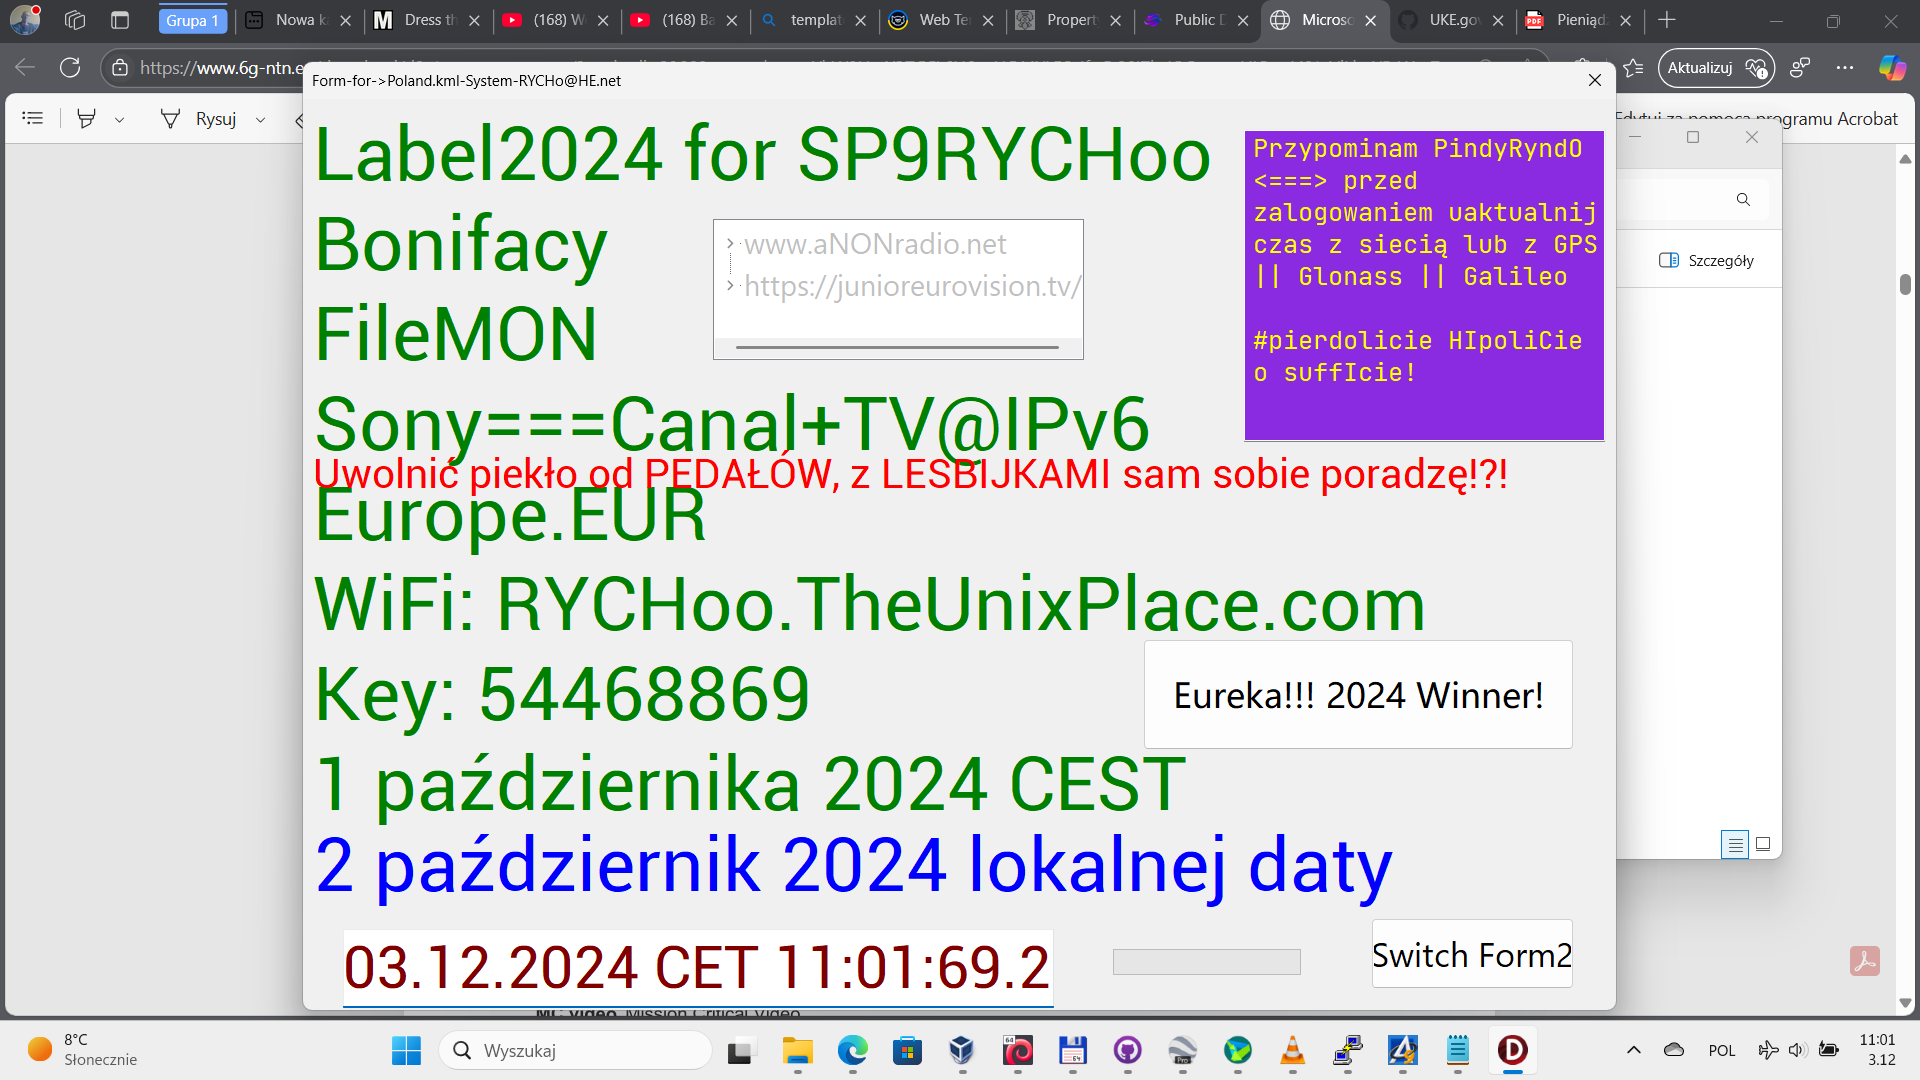 Grupa 1
Nowa k
Dress th
(168) W
(168) Ba
templat
Web Te
Propert
Public D
Microso
UKE.gov
Pieniąd
https://www.6g-ntn.e
Aktualizuj
Form-for->Poland.kml-System-RYCHo@HE.net
Rysuj
Edytuj za pomocą programu Acrobat
Label2024 for SP9RYCHoo
Bonifacy
FileMON
Sony===Canal+TV@IPv6
Uwolnić piekło od PEDAŁÓW, z LESBIJKAMI sam sobie poradzę!?!
Europe.EUR
WiFi: RYCHoo.TheUnixPlace.com
Key: 54468869
1 października 2024 CEST
2 październik 2024 lokalnej daty
www.aNONradio.net
https://junioreurovision.tv/
Przypominam PindyRyndO
<===> przed
zalogowaniem uaktualnij
czas z siecią lub z GPS
|| Glonass || Galileo
#pierdolicie HIpoliCie
o suffIcie!
Szczegóły
Eureka!!! 2024 Winner!
03.12.2024 CET 11:01:69.2
Switch Form2
MC Video Mission Critical Video
8°C
Słonecznie
Wyszukaj
POL
11:01
3.12